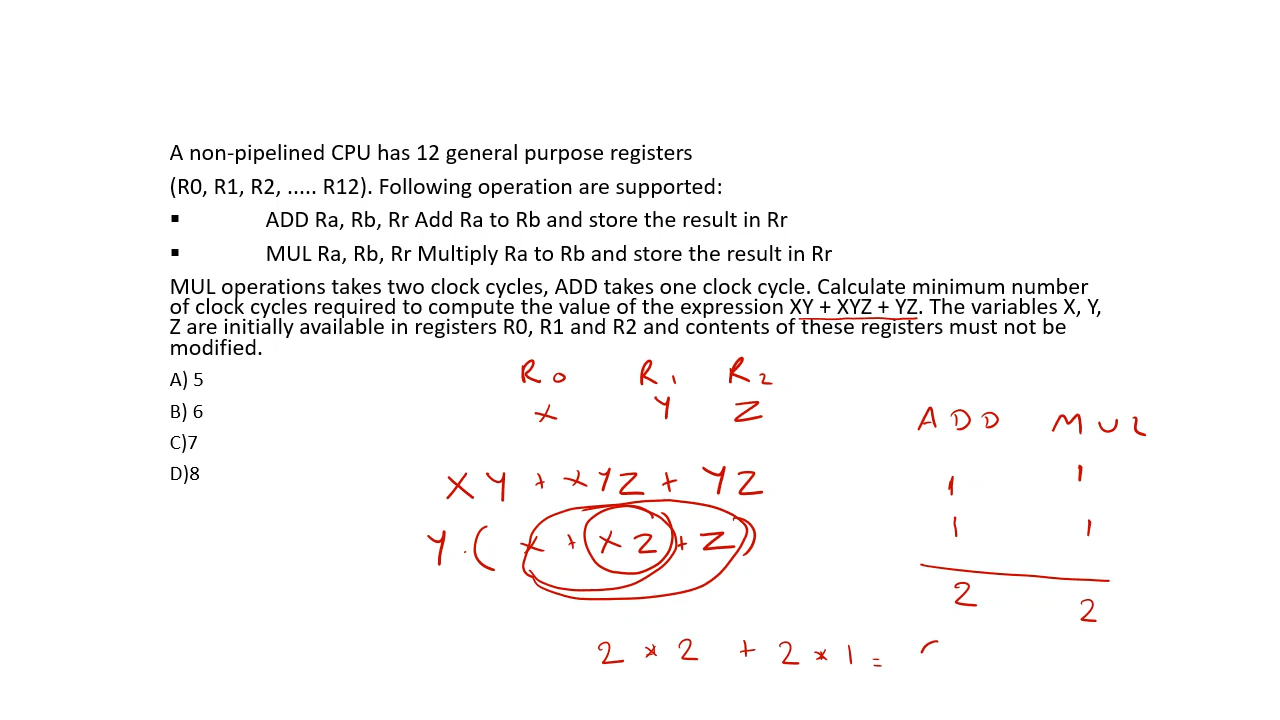 A non-pipelined CPU has 12 general purpose registers
(R0, R1, R2, ..... R12). Following operation are supported:
▪ ADD Ra, Rb, Rr Add Ra to Rb and store the result in Rr
▪ MUL Ra, Rb, Rr Multiply Ra to Rb and store the result in Rr
MUL operations takes two clock cycles, ADD takes one clock cycle. Calculate minimum number
of clock cycles required to compute the value of the expression XY + XYZ + YZ. The variables X, Y,
Z are initially available in registers R0, R1 and R2 and contents of these registers must not be
modified.
A) 5
B) 6
C)7
D)8
R0 R1 R2
X Y Z
ADD MUL
XY + XYZ + YZ
1 1
Y.(X + XZ + Z)
1 1
2 2
2 * 2 + 2 * 1 =